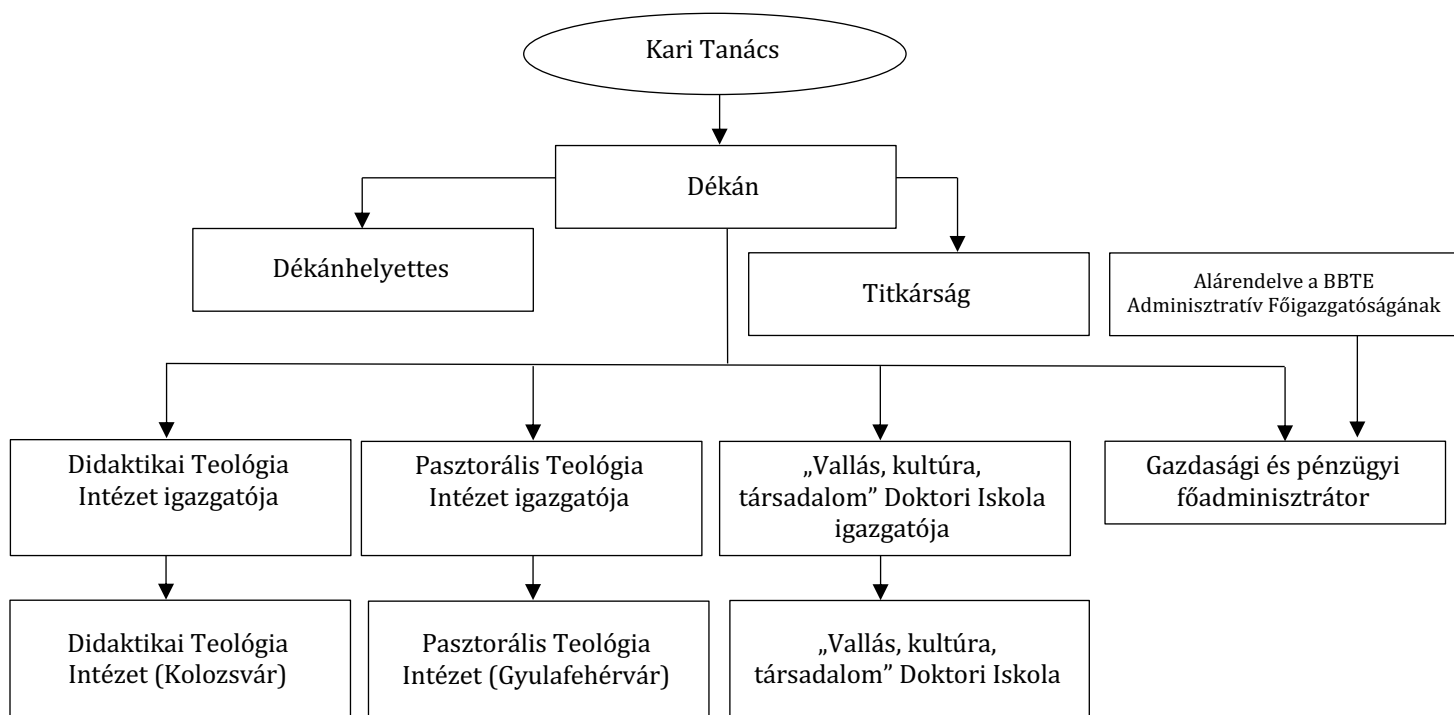 Kari Tanács
Dékán
Dékánhelyettes
Titkárság
Alárendelve a BBTE
Adminisztratív Főigazgatóságának
Didaktikai Teológia
Intézet igazgatója
Pasztorális Teológia
Intézet igazgatója
„Vallás, kultúra,
társadalom” Doktori Iskola
igazgatója
Gazdasági és pénzügyi
főadminisztrátor
Didaktikai Teológia
Intézet (Kolozsvár)
Pasztorális Teológia
Intézet (Gyulafehérvár)
„Vallás, kultúra,
társadalom” Doktori Iskola